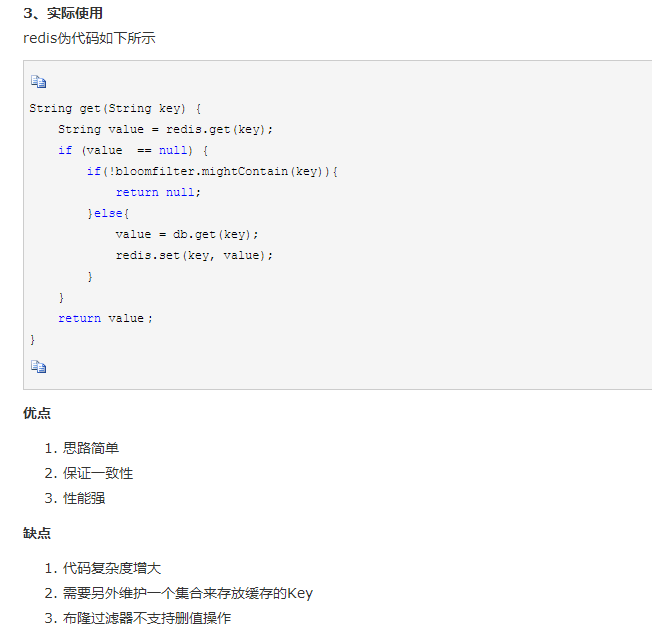 3、实际使用
redis伪代码如下所示
String get(String key) {
    String value = redis.get(key);
    if (value  == null) {
        if(!bloomfilter.mightContain(key)){
            return null;
        }else{
            value = db.get(key);
            redis.set(key, value);
        }
    }
    return value;
}
优点
1. 思路简单
2. 保证一致性
3. 性能强
缺点
1. 代码复杂度增大
2. 需要另外维护一个集合来存放缓存的Key
3. 布隆过滤器不支持删值操作